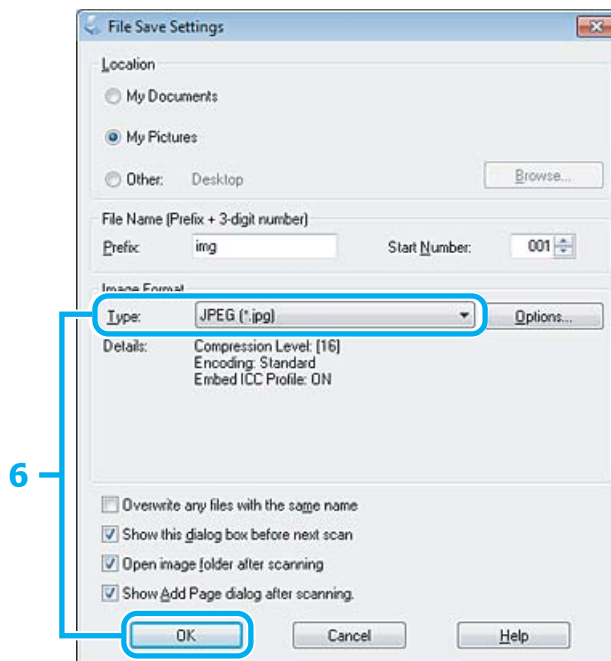 File Save Settings
Location
My Documents
My Pictures
Other: Desktop Browse...
File Name (Prefix + 3-digit number)
Prefix: img Start Number: 001
Image Format
Type: JPEG (*.jpg) Options...
Details: Compression Level: [16]
Encoding: Standard
Embed ICC Profile: ON
6
Overwrite any files with the same name
Show this dialog box before next scan
Open image folder after scanning
Show Add Page dialog after scanning.
OK Cancel Help